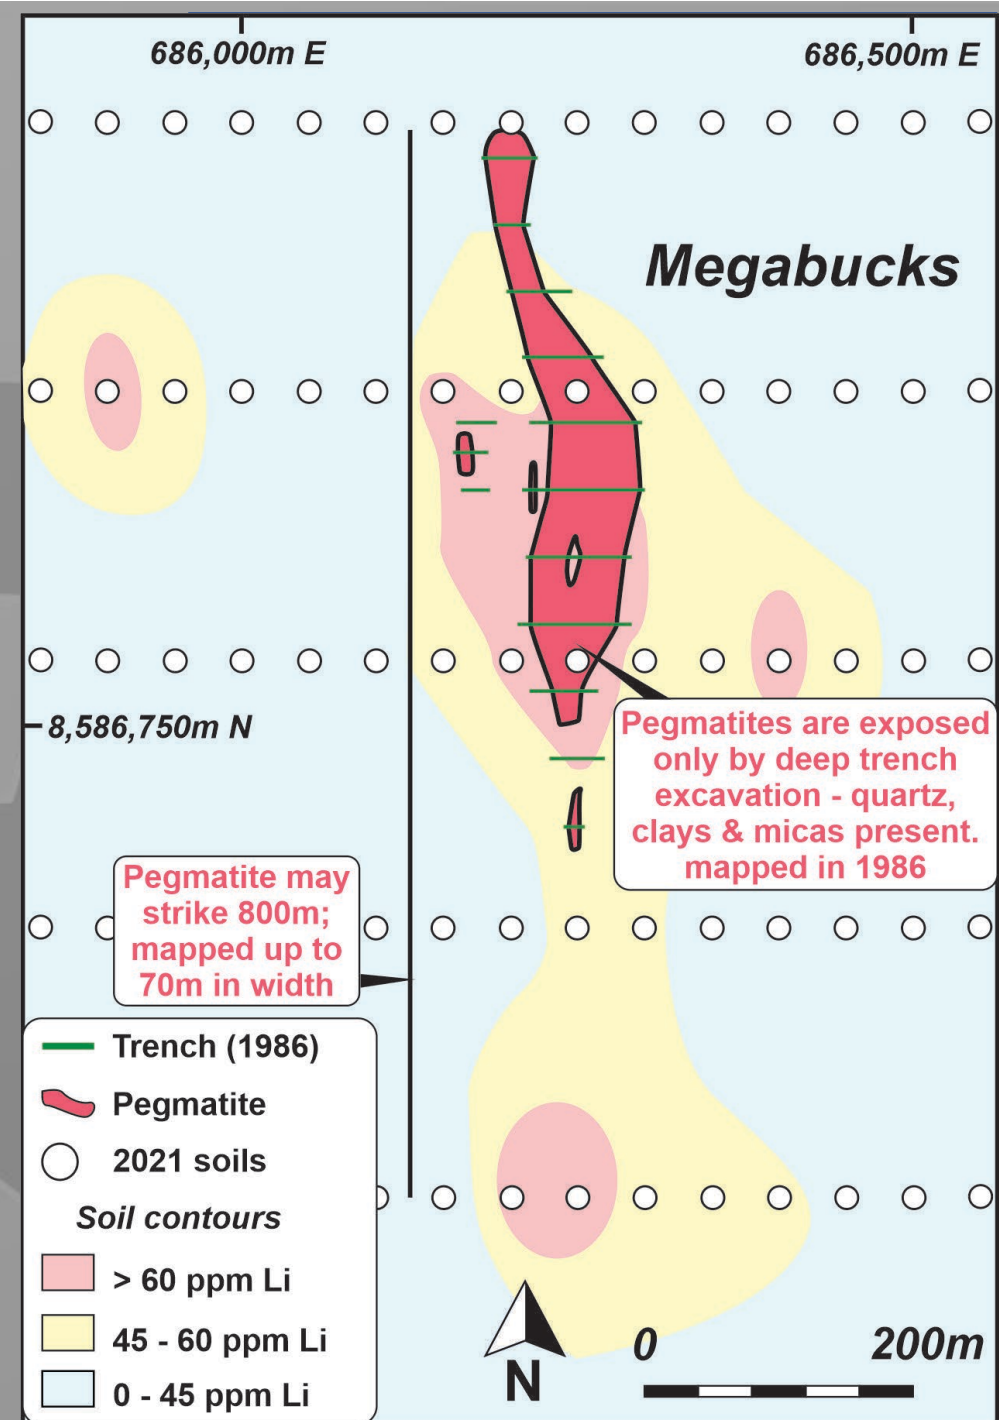 686,000m E
686,500m E
Megabucks
8,586,750m N
Pegmatites are exposed
only by deep trench
excavation - quartz,
clays & micas present.
mapped in 1986
Pegmatite may
strike 800m;
mapped up to
70m in width
Trench (1986)
Pegmatite
2021 soils
Soil contours
> 60 ppm Li
45 - 60 ppm Li
0 - 45 ppm Li
N
0
200m